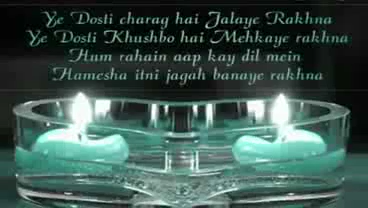 Ye Dosti charag hai Jalaye Rakhna
Ye Dosti Khushbo hai Mehkaye rakhna
Hum rahain aap kay dil mein
Hamesha itni jagah banaye rakhna